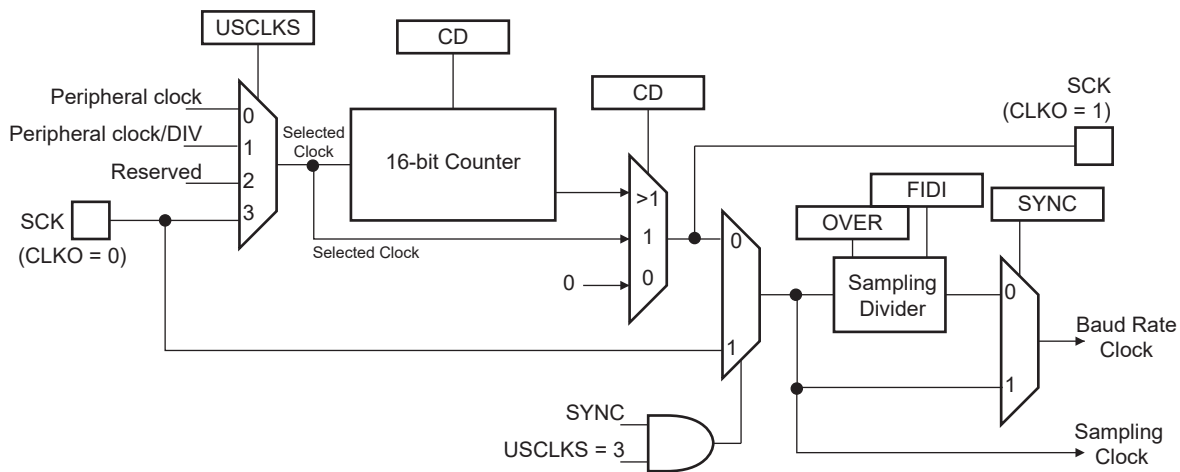 USCLKS
CD
CD
SCK
(CLKO = 1)
Peripheral clock
0
Peripheral clock/DIV
1
Reserved
2
SCK
3
(CLKO = 0)
Selected
Clock
16-bit Counter
Selected Clock
>1
1
0
0
0
1
FIDI
OVER
SYNC
Sampling
Divider
0
1
Baud Rate
Clock
SYNC
USCLKS = 3
Sampling
Clock